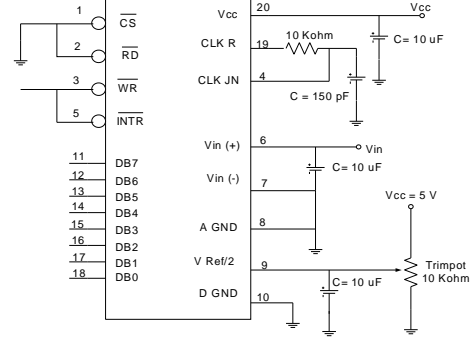 1 CS Vcc 20 Vcc
C= 10 uF
2 RD CLK R 19 10 Kohm
3 WR CLK JN 4
C = 150 pF
5 INTR
Vin (+) 6 Vin
11 DB7
C= 10 uF
12 DB6 Vin (-) 7
13 DB5
Vcc = 5 V
14 DB4
15 DB3 A GND 8
16 DB2
17 DB1 V Ref/2 9
Trimpot
18 DB0 C= 10 uF 10 Kohm
D GND 10